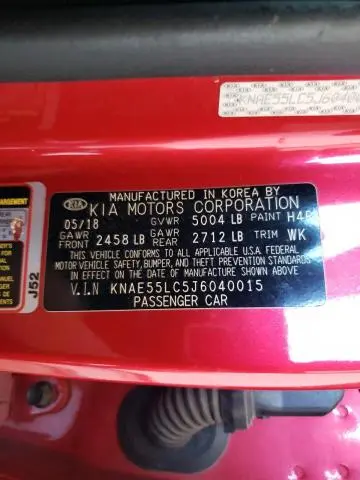 KNAE55LC5J6040
MANUFACTURED IN KOREA BY
KIA KIA MOTORS CORPORATION
05/18 GVWR 5004 LB PAINT H4R
GAWR FRONT 2458 LB GAWR REAR 2712 LB TRIM WK
THIS VEHICLE CONFORMS TO ALL APPLICABLE U.S.A. FEDERAL
MOTOR VEHICLE SAFETY, BUMPER, AND THEFT PREVENTION STANDARDS
IN EFFECT ON THE DATE OF MANUFACTURE SHOWN ABOVE.
V.I.N KNAE55LC5J6040015
PASSENGER CAR
J52